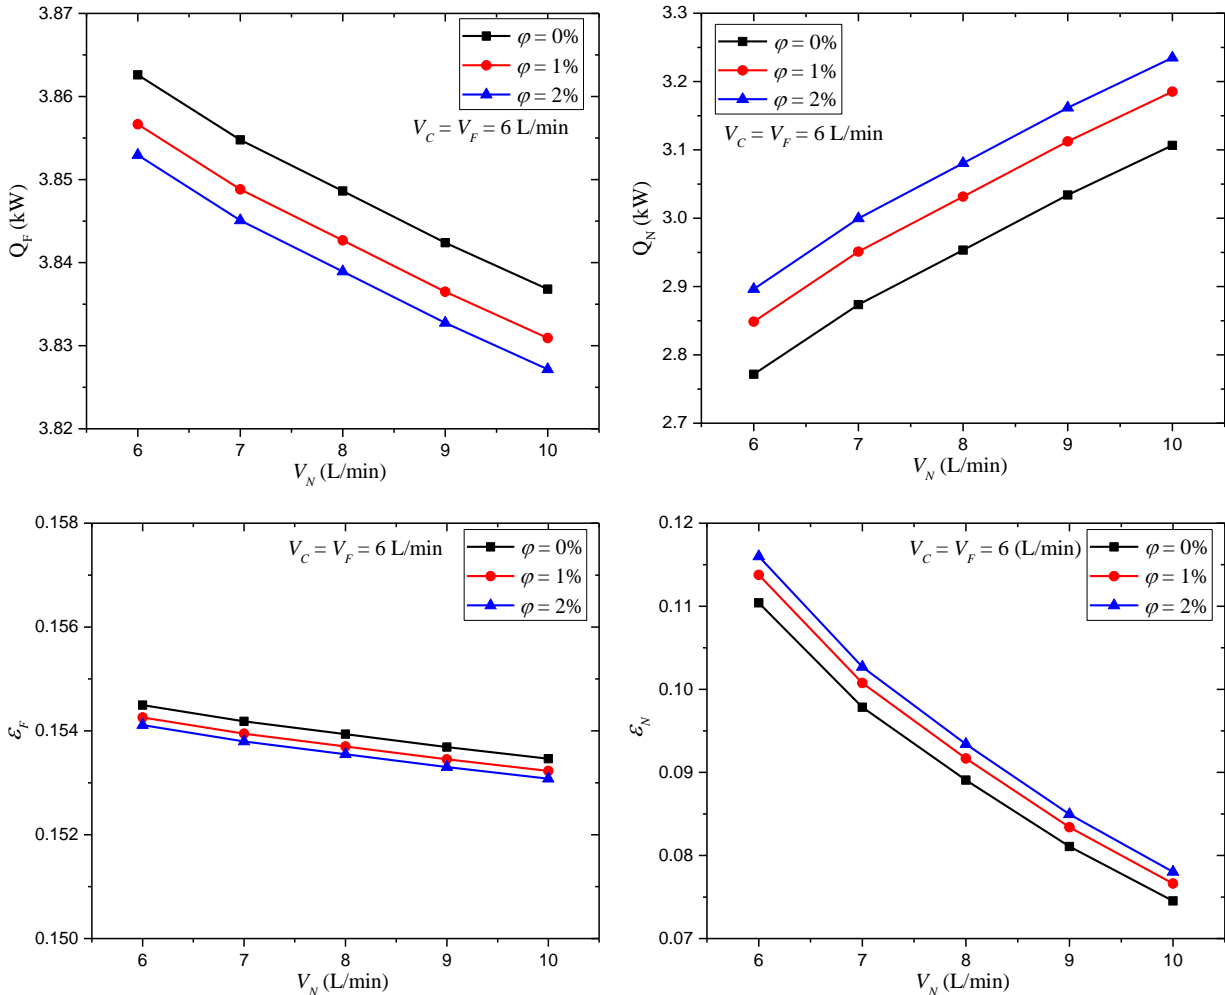 3.87
3.86
3.85
3.84
3.83
3.82
Q_F (kW)
φ = 0%
φ = 1%
φ = 2%
V_C = V_F = 6 L/min
6 7 8 9 10
V_N (L/min)
3.3
3.2
3.1
3.0
2.9
2.8
2.7
Q_N (kW)
φ = 0%
φ = 1%
φ = 2%
V_C = V_F = 6 L/min
6 7 8 9 10
V_N (L/min)
0.158
0.156
0.154
0.152
0.150
ε_F
V_C = V_F = 6 L/min
φ = 0%
φ = 1%
φ = 2%
6 7 8 9 10
V_N (L/min)
0.12
0.11
0.10
0.09
0.08
0.07
ε_N
V_C = V_F = 6 (L/min)
φ = 0%
φ = 1%
φ = 2%
6 7 8 9 10
V_N (L/min)